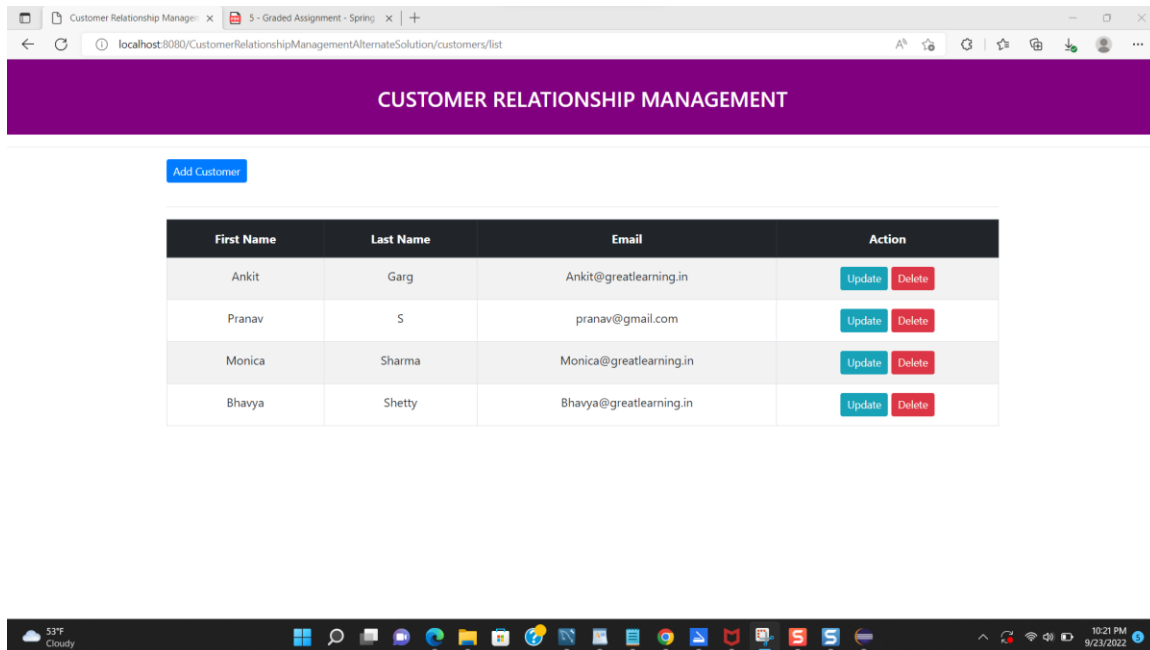 Customer Relationship Manager
5 - Graded Assignment - Spring
localhost:8080/CustomerRelationshipManagementAlternateSolution/customers/list
CUSTOMER RELATIONSHIP MANAGEMENT
Add Customer
First Name Last Name Email Action
Ankit Garg Ankit@greatlearning.in Update Delete
Pranav S pranav@gmail.com Update Delete
Monica Sharma Monica@greatlearning.in Update Delete
Bhavya Shetty Bhavya@greatlearning.in Update Delete
53°F
Cloudy
10:21 PM
9/23/2022